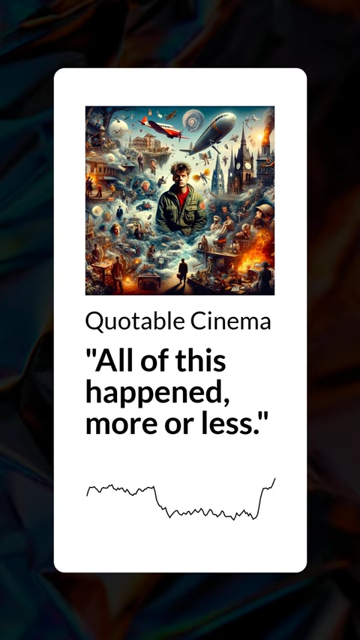 Quotable Cinema
"All of this
happened,
more or less."